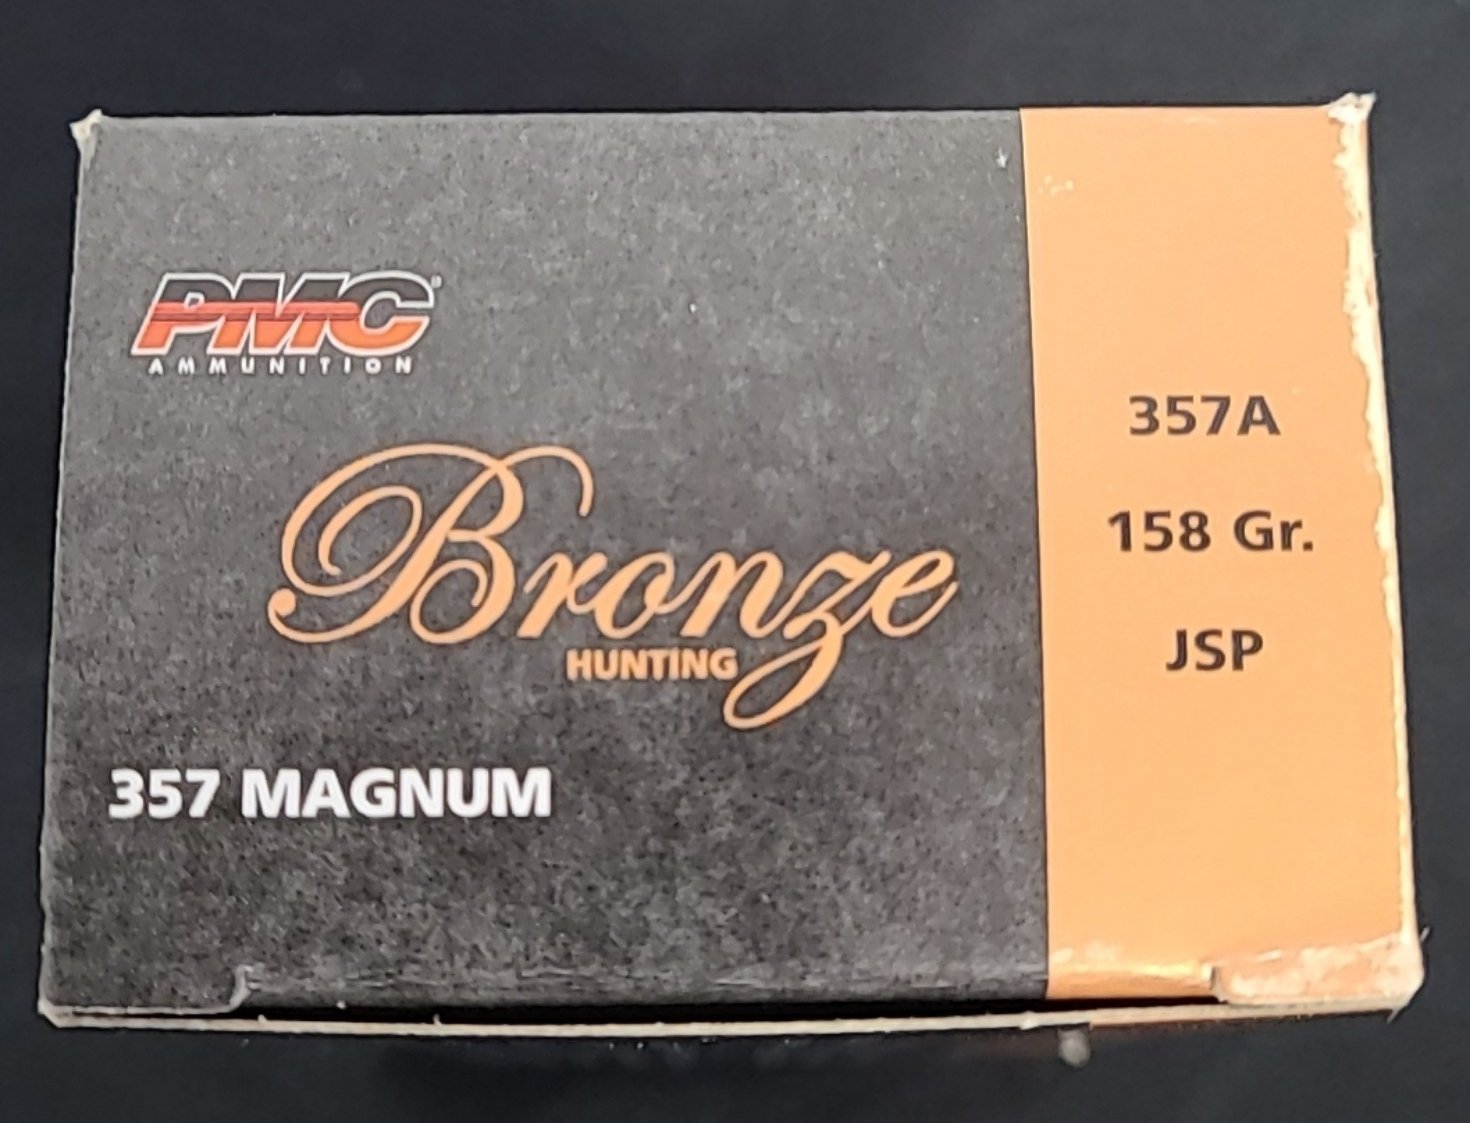 PMC®
AMMUNITION
Bronze
HUNTING
357 MAGNUM
357A
158 Gr.
JSP